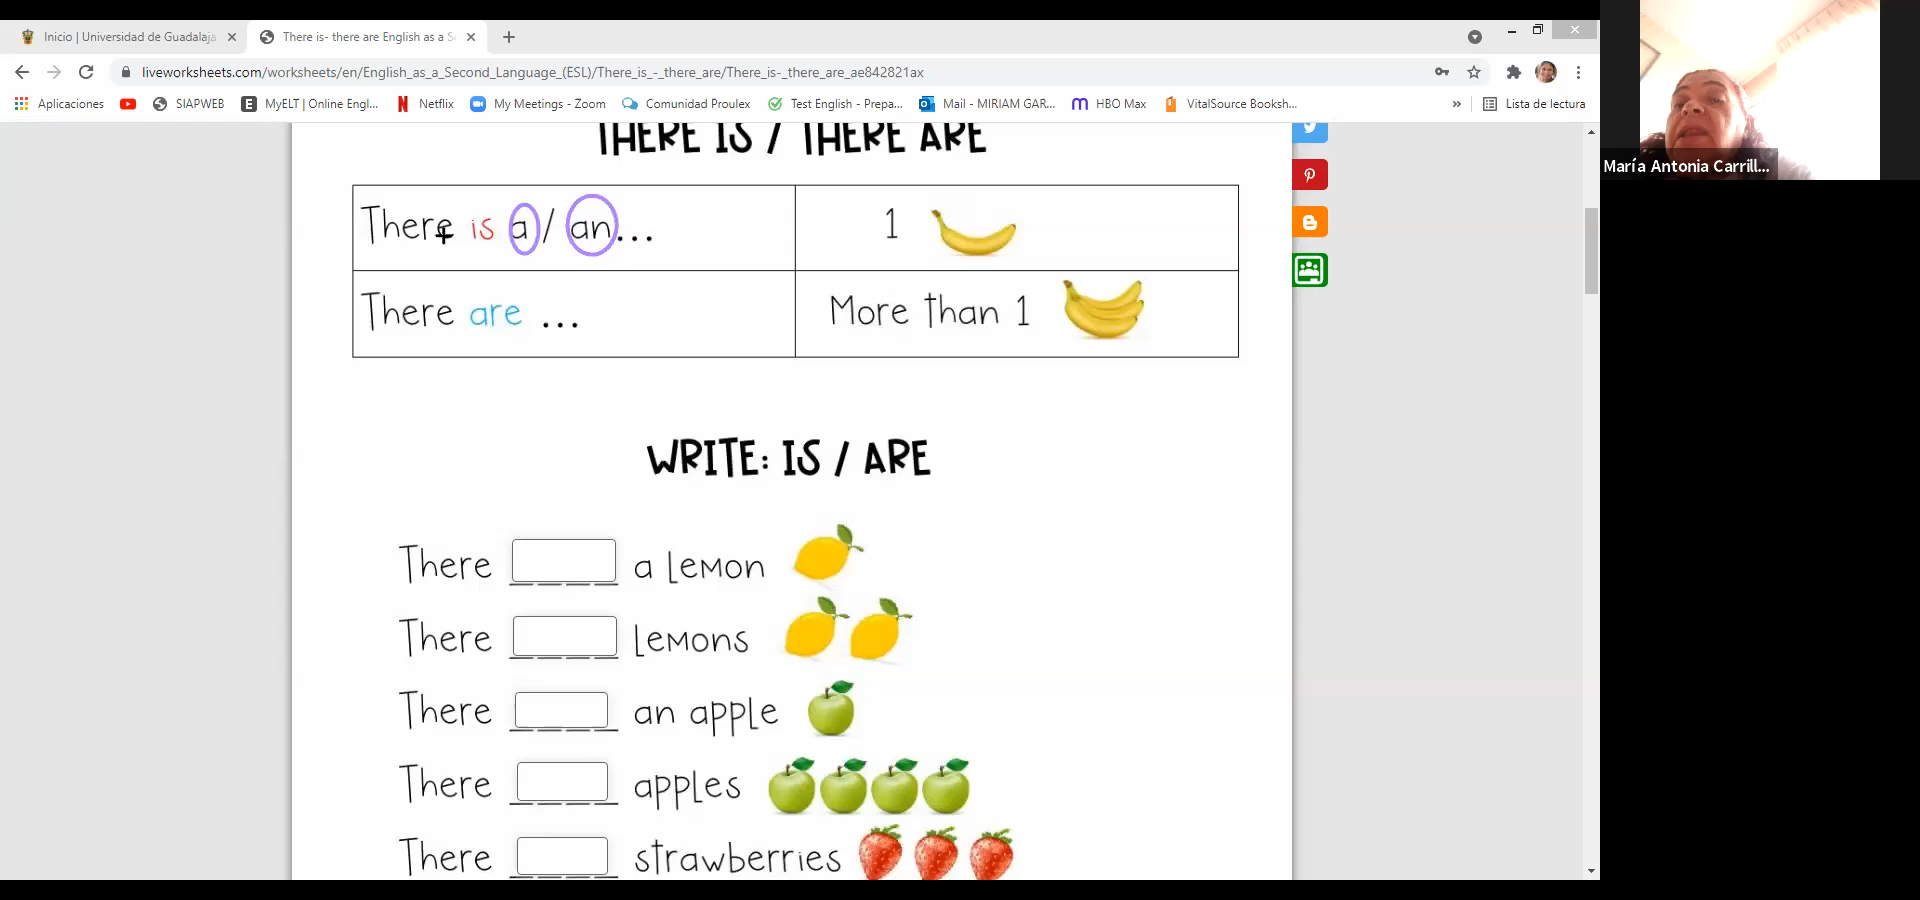 Inicio | Universidad de Guadalaja
There is- there are English as a S
liveworksheets.com/worksheets/en/English_as_a_Second_Language_(ESL)/There_is_-_there_are/There_is-_there_are_ae842821ax
Aplicaciones SIAPWEB MyELT | Online Engl... Netflix My Meetings - Zoom Comunidad Proulex Test English - Prepa... Mail - MIRIAM GAR... HBO Max VitalSource Booksh... » Lista de lectura
María Antonia Carrill...
THERE IS / THERE ARE
There is a / an... 1
There are ... More than 1
WRITE: IS / ARE
There a lemon
There lemons
There an apple
There apples
There strawberries